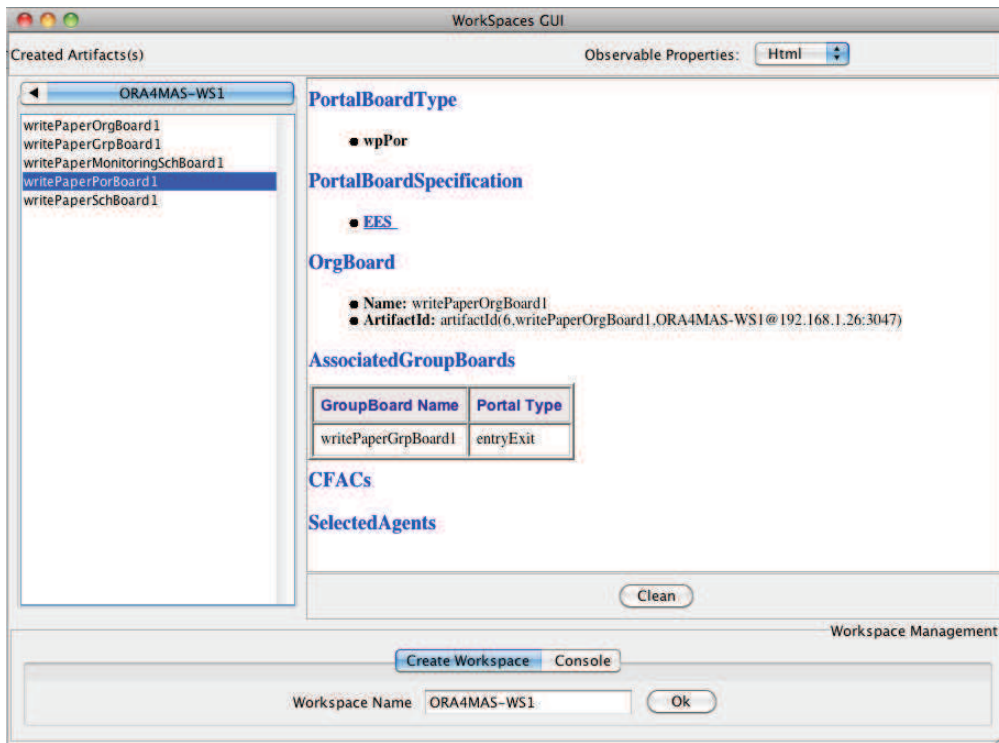 WorkSpaces GUI
Created Artifacts(s)
Observable Properties: Html
ORA4MAS-WS1
writePaperOrgBoard1
writePaperGrpBoard1
writePaperMonitoringSchBoard1
writePaperPorBoard1
writePaperSchBoard1
PortalBoardType
wpPor
PortalBoardSpecification
EES
OrgBoard
Name: writePaperOrgBoard1
ArtifactId: artifactId(6,writePaperOrgBoard1,ORA4MAS-WS1@192.168.1.26:3047)
AssociatedGroupBoards
GroupBoard Name Portal Type
writePaperGrpBoard1 entryExit
CFACs
SelectedAgents
Clean
Workspace Management
Create Workspace Console
Workspace Name ORA4MAS-WS1 Ok